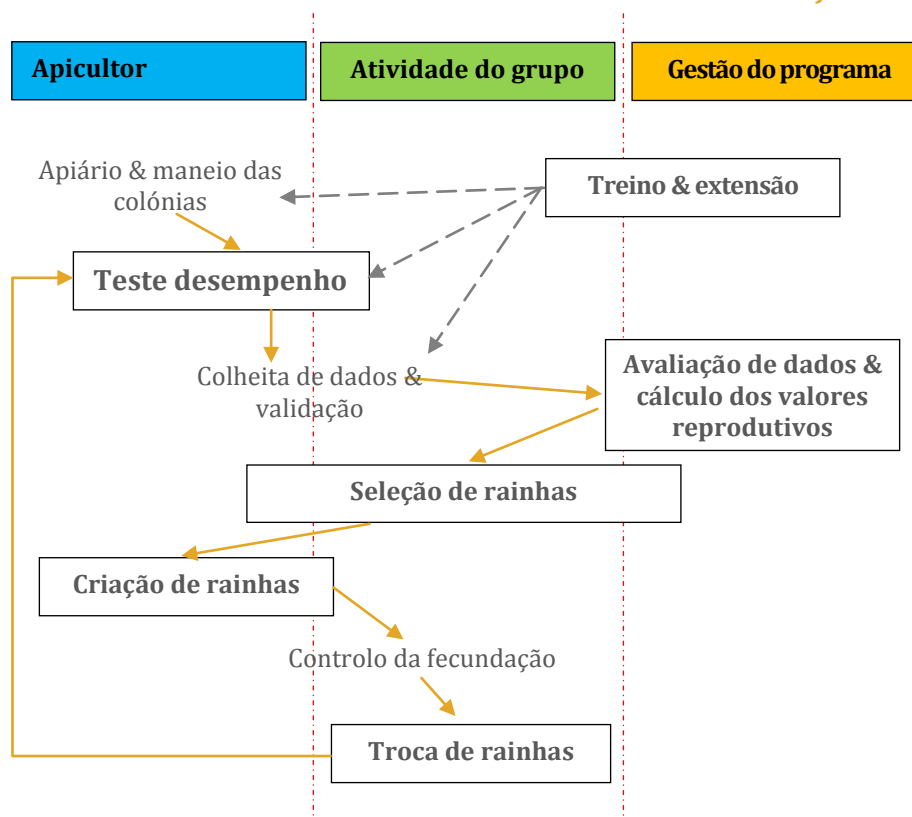 Apicultor
Atividade do grupo
Gestão do programa
Apiário & maneio das
colónias
Treino & extensão
Teste desempenho
Colheita de dados &
validação
Avaliação de dados &
cálculo dos valores
reprodutivos
Seleção de rainhas
Criação de rainhas
Controlo da fecundação
Troca de rainhas